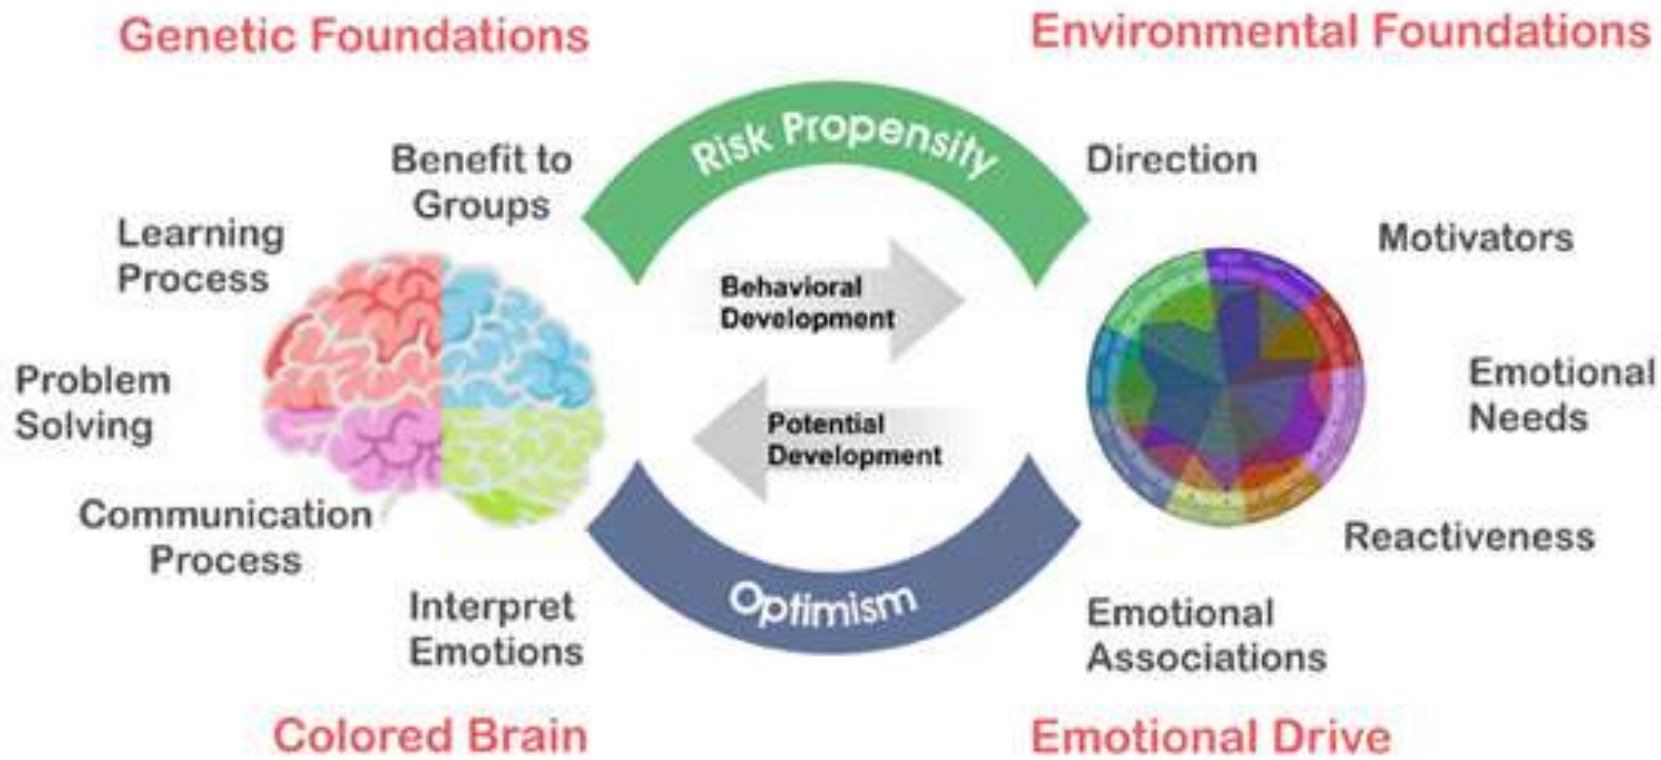 Genetic Foundations
Environmental Foundations
Risk Propensity
Benefit to
Groups
Learning
Process
Problem
Solving
Communication
Process
Interpret
Emotions
Behavioral
Development
Potential
Development
Direction
Motivators
Emotional
Needs
Reactiveness
Emotional
Associations
Optimism
Colored Brain
Emotional Drive